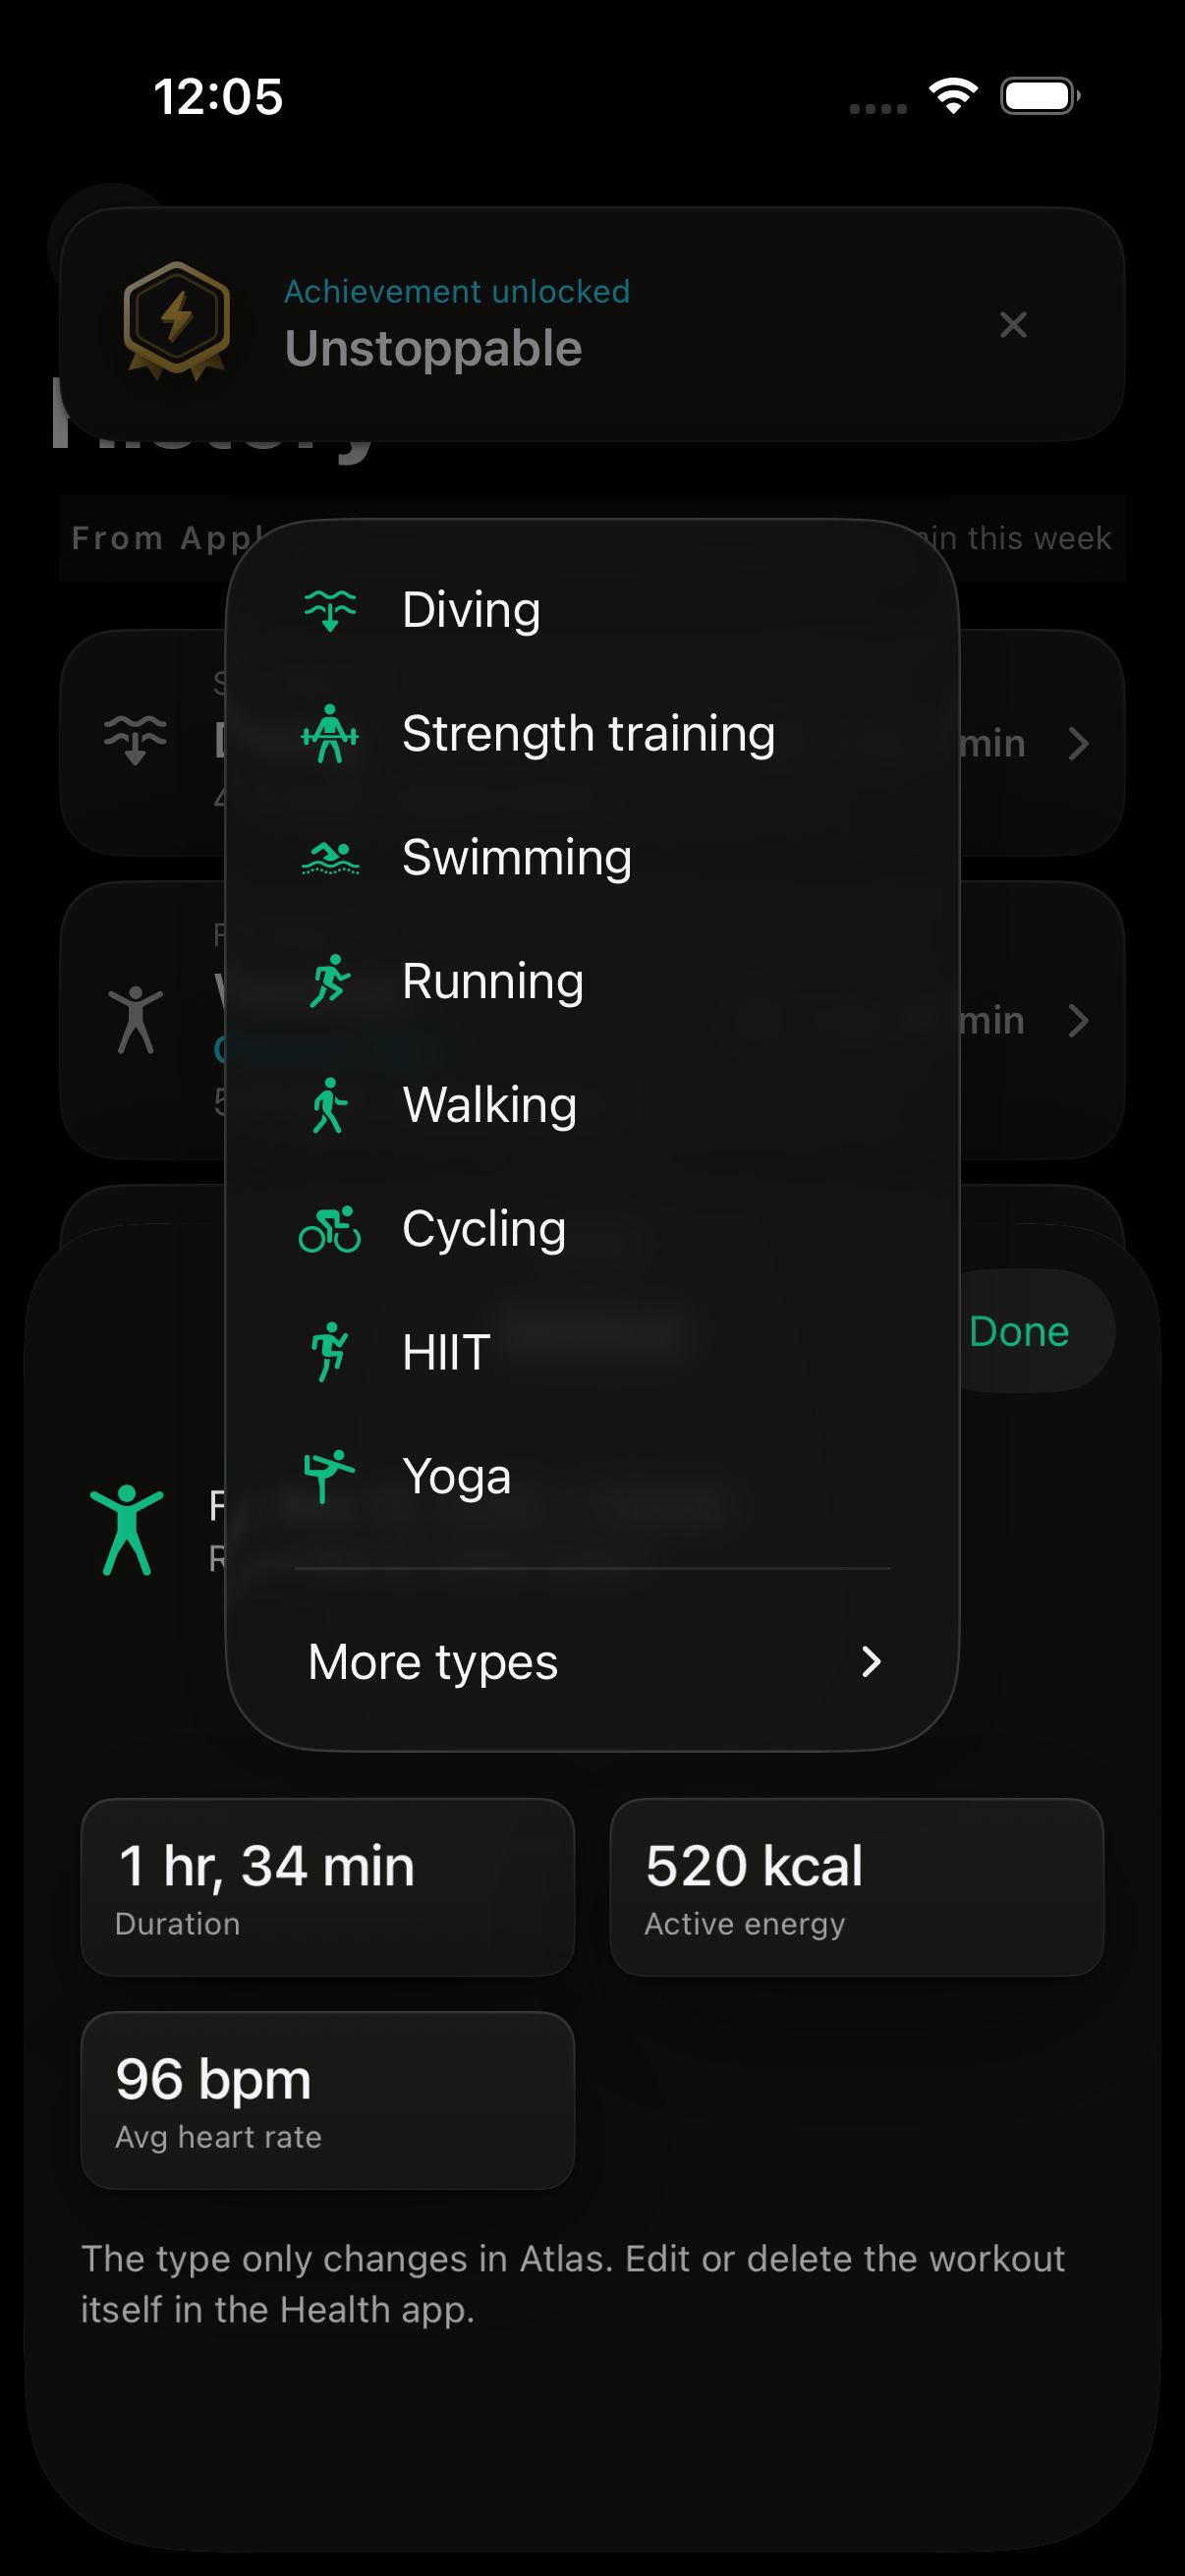 12:05
Achievement unlocked
Unstoppable
History
From Appl
in this week
Diving
min
Strength training
Swimming
Running
min
Walking
Cycling
HIIT
Done
Yoga
More types
1 hr, 34 min
520 kcal
Duration
Active energy
96 bpm
Avg heart rate
The type only changes in Atlas. Edit or delete the workout
itself in the Health app.